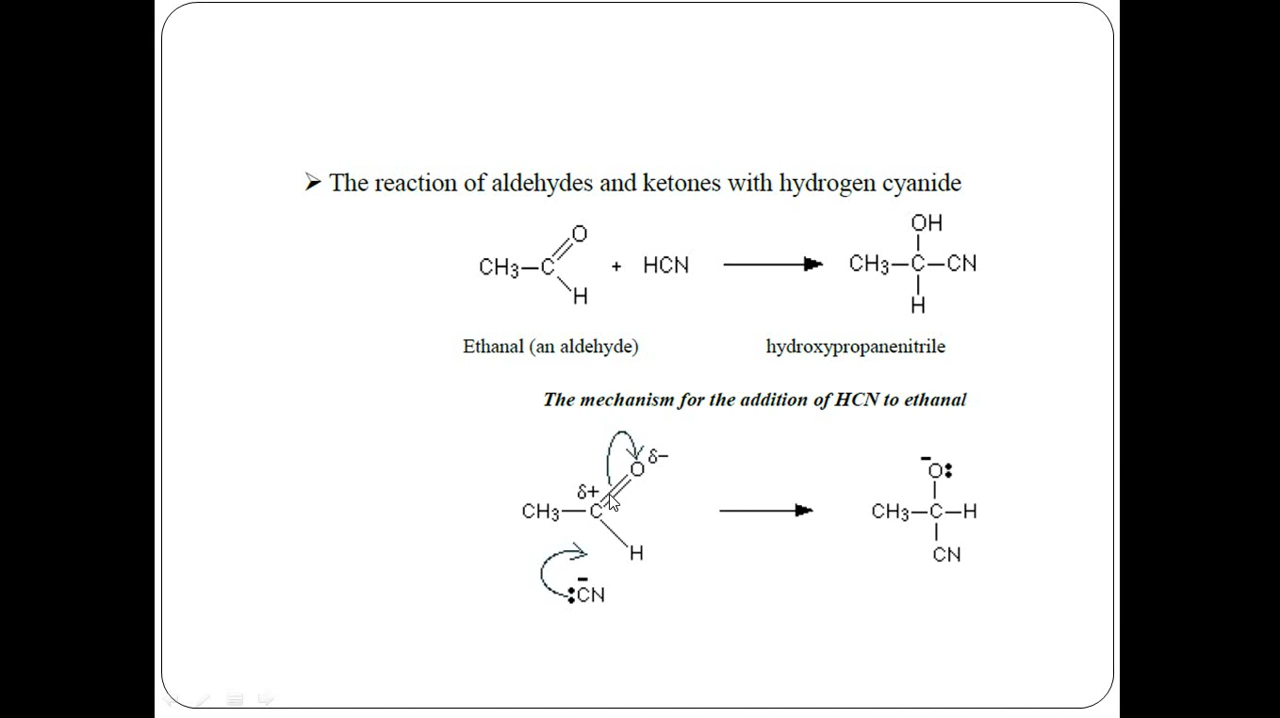 ➢ The reaction of aldehydes and ketones with hydrogen cyanide
O
CH₃–C
H
+ HCN
OH
CH₃–C–CN
H
Ethanal (an aldehyde)
hydroxypropanenitrile
The mechanism for the addition of HCN to ethanal
δ–
O
δ+
CH₃–C
H
–
:CN
–
O:
CH₃–C–H
CN